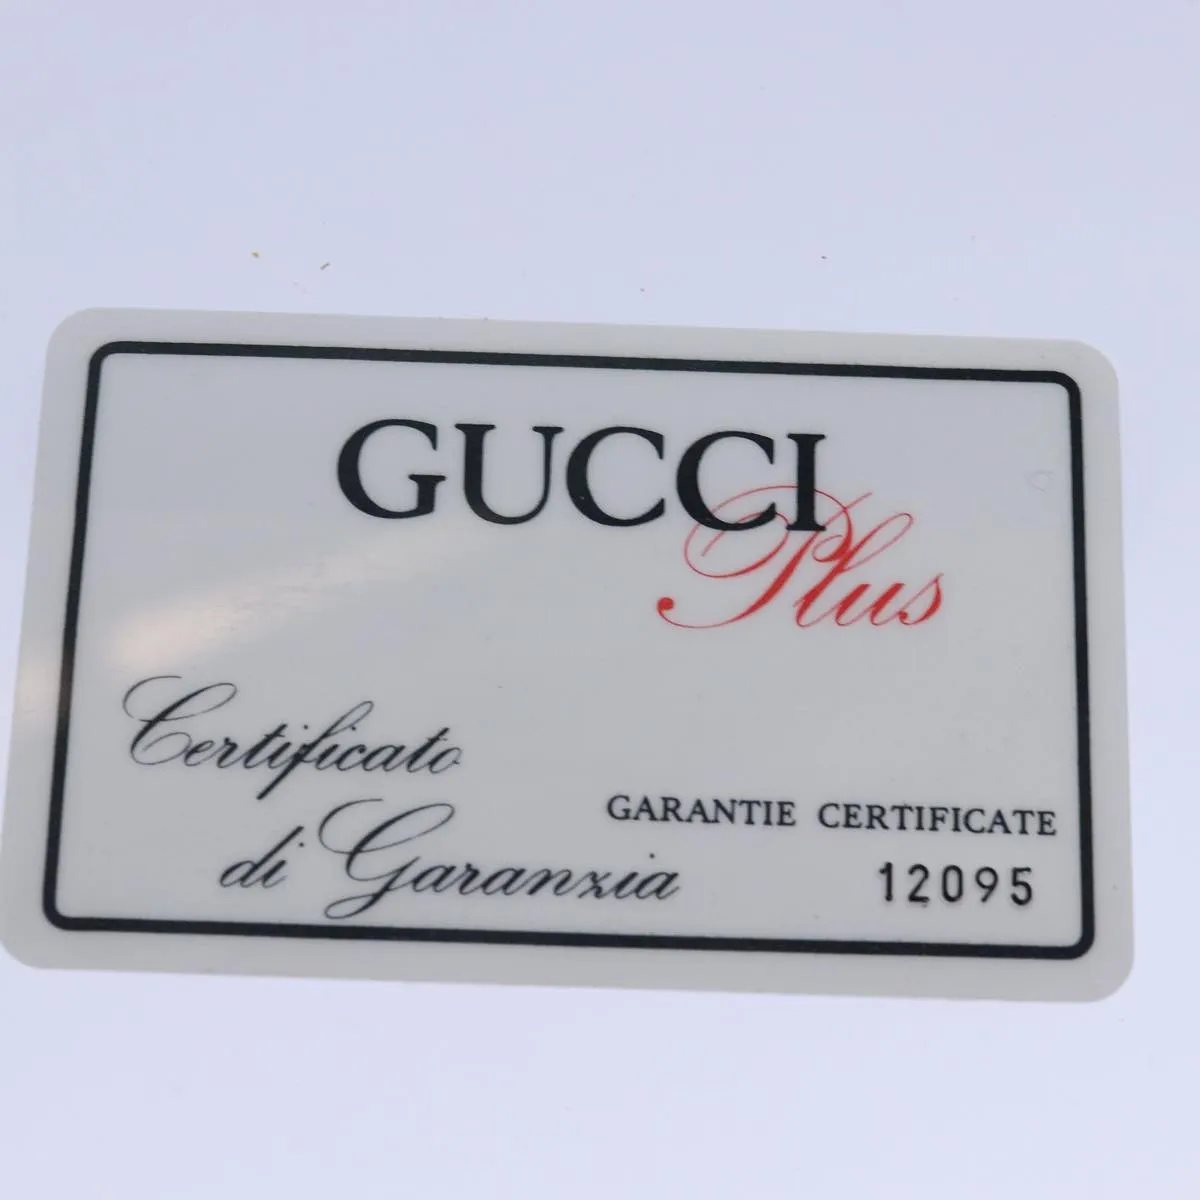 GUCCI
Plus
Certificato
di Garanzia
GARANTIE CERTIFICATE
12095